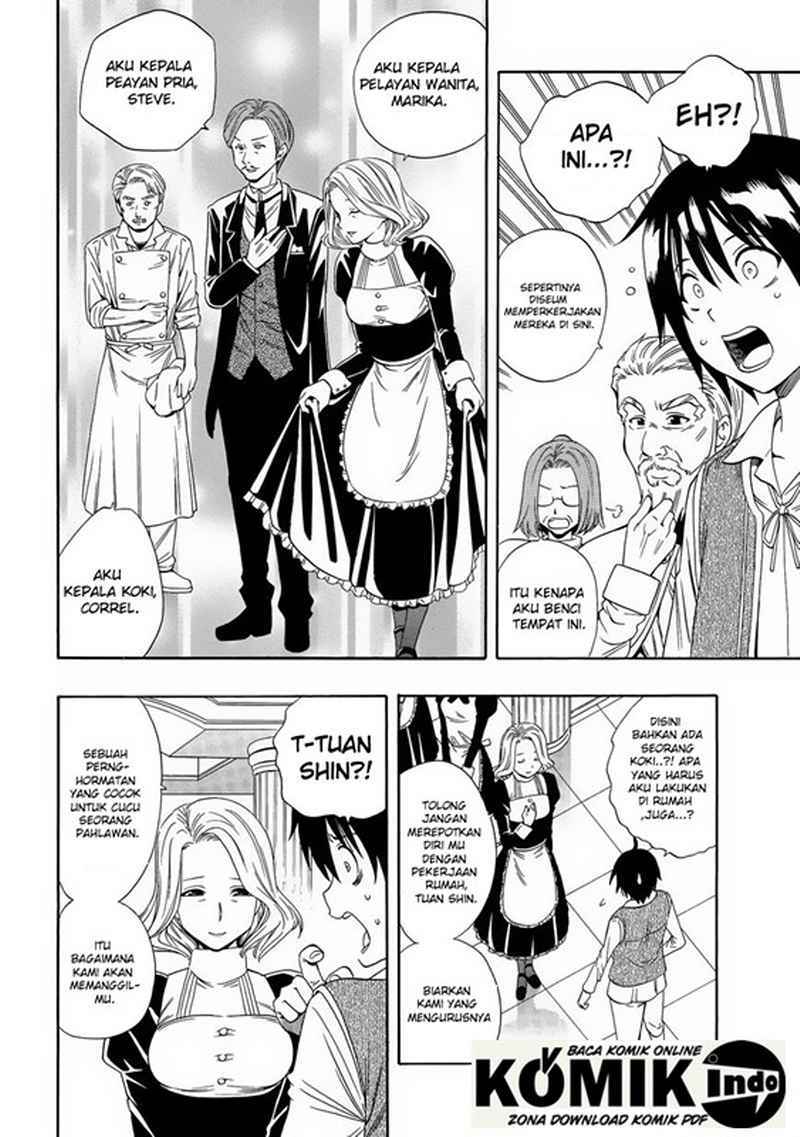 EH?!
APA
INI...?!
SEPERTINYA
DISEUM
MEMPERKERJAKAN
MEREKA DI SINI.
ITU KENAPA
AKU BENCI
TEMPAT INI.
AKU KEPALA
PELAYAN WANITA,
MARIKA.
AKU KEPALA
PEAYAN PRIA,
STEVE.
AKU
KEPALA KOKI,
CORREL.
DISINI
BAHKAN ADA
SEORANG
KOKI..?! APA
YANG HARUS
AKU LAKUKAN
DI RUMAH
,JUGA...?
TOLONG
JANGAN
MEREPOTKAN
DIRI MU
DENGAN
PEKERJAAN
RUMAH,
TUAN SHIN.
BIARKAN
KAMI YANG
MENGURUSNYA
T-TUAN
SHIN?!
SEBUAH
PERNG-
HORMATAN
YANG COCOK
UNTUK CUCU
SEORANG
PAHLAWAN.
ITU
BAGAIMANA
KAMI AKAN
MEMANGGIL-
MU.
BACA KOMIK ONLINE
KOMIK Indo
ZONA DOWNLOAD KOMIK PDF